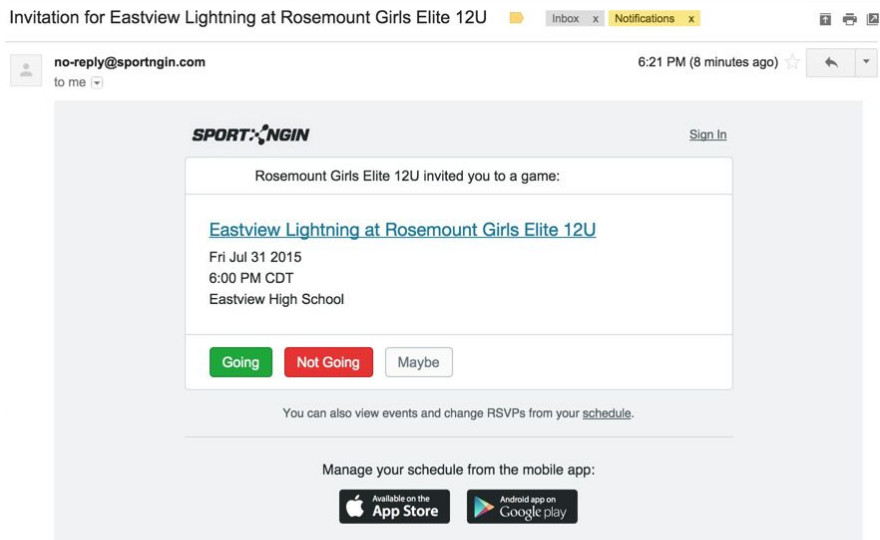 Invitation for Eastview Lightning at Rosemount Girls Elite 12U
Inbox x Notifications x
no-reply@sportngin.com
6:21 PM (8 minutes ago)
to me
SPORT NGIN
Sign In
Rosemount Girls Elite 12U invited you to a game:
Eastview Lightning at Rosemount Girls Elite 12U
Fri Jul 31 2015
6:00 PM CDT
Eastview High School
Going Not Going Maybe
You can also view events and change RSVPs from your schedule.
Manage your schedule from the mobile app:
Available on the
App Store
Android app on
Google play